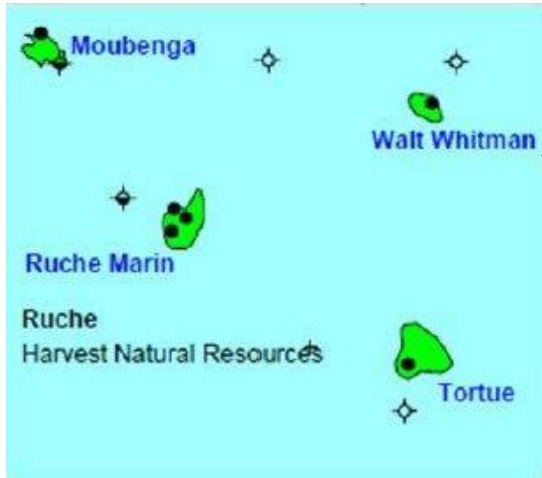 Moubenga
Walt Whitman
Ruche Marin
Ruche
Harvest Natural Resources
Tortue